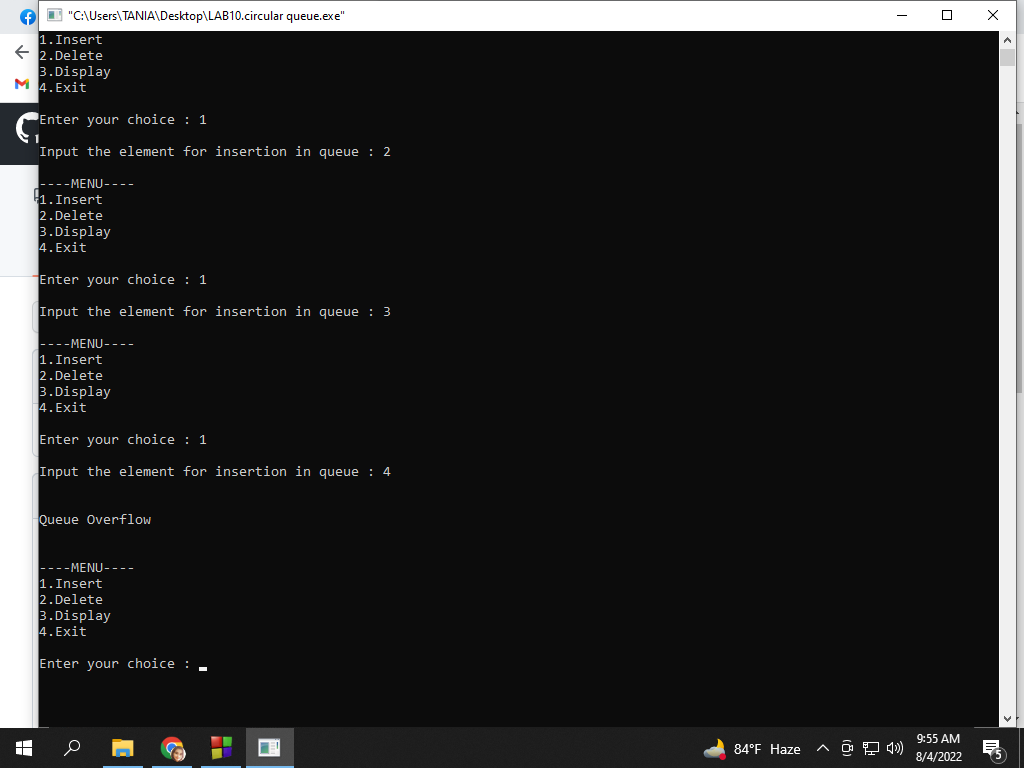 "C:\Users\TANIA\Desktop\LAB10.circular queue.exe"
1.Insert
2.Delete
3.Display
4.Exit
Enter your choice : 1
Input the element for insertion in queue : 2
----MENU----
1.Insert
2.Delete
3.Display
4.Exit
Enter your choice : 1
Input the element for insertion in queue : 3
----MENU----
1.Insert
2.Delete
3.Display
4.Exit
Enter your choice : 1
Input the element for insertion in queue : 4
Queue Overflow
----MENU----
1.Insert
2.Delete
3.Display
4.Exit
Enter your choice :
84°F Haze
9:55 AM
8/4/2022
5